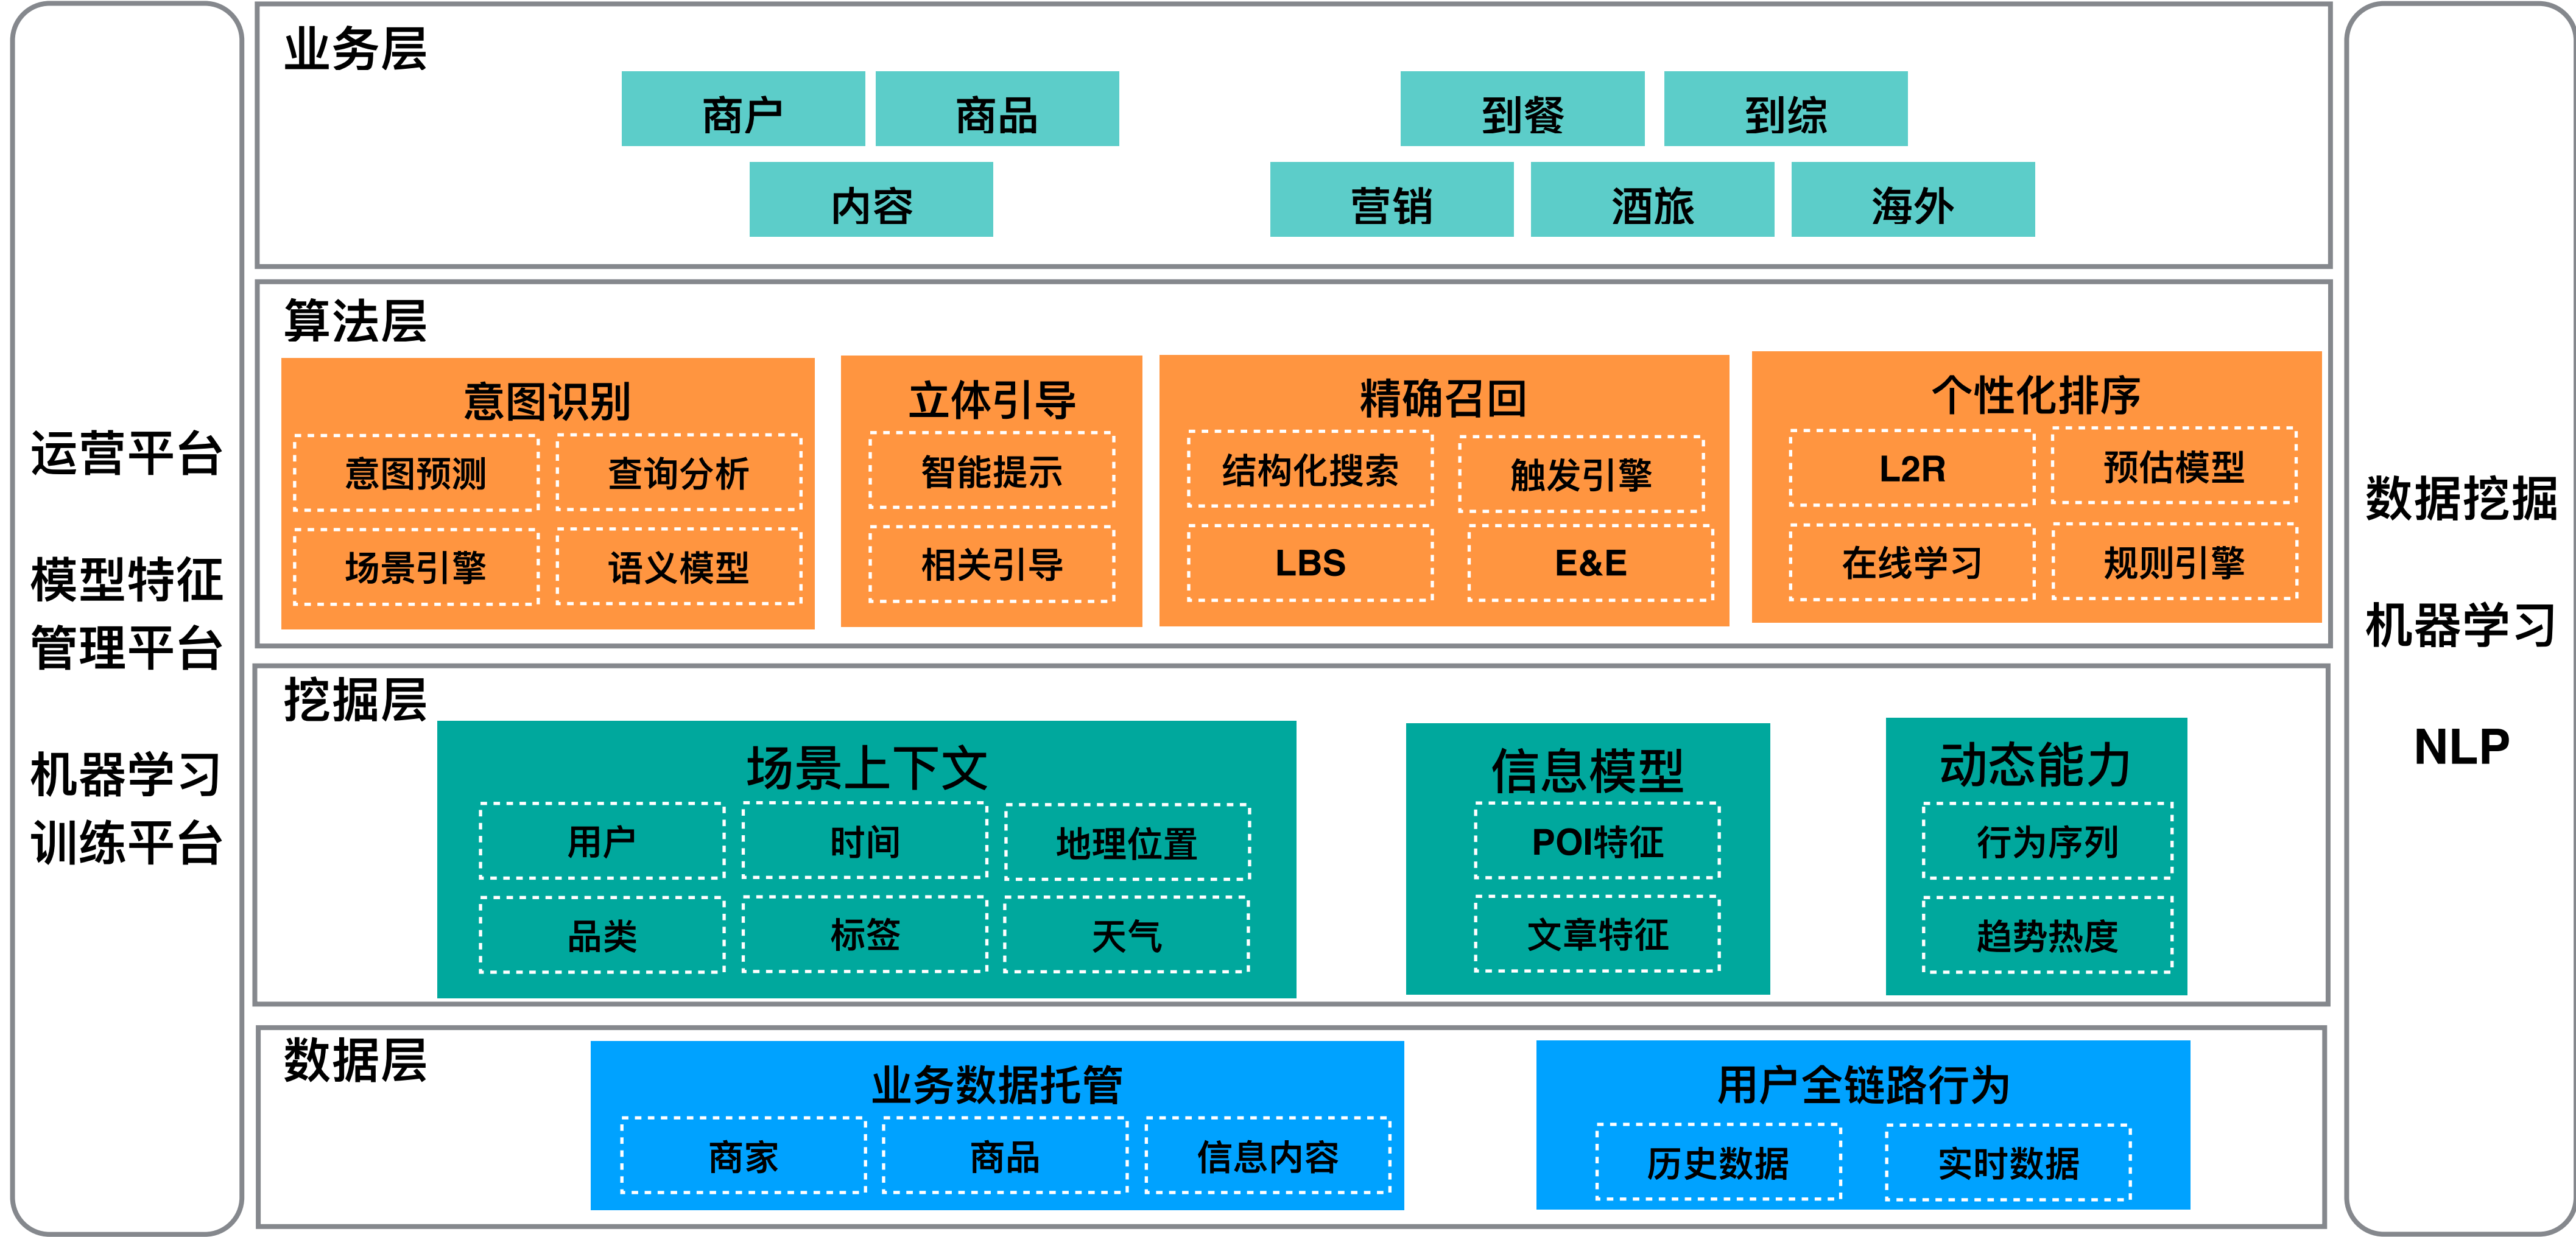 运营平台
模型特征
管理平台
机器学习
训练平台
业务层
商户
商品
到餐
到综
内容
营销
酒旅
海外
算法层
意图识别
意图预测
查询分析
场景引擎
语义模型
立体引导
智能提示
相关引导
精确召回
结构化搜索
触发引擎
LBS
E&E
个性化排序
L2R
预估模型
在线学习
规则引擎
挖掘层
场景上下文
用户
时间
地理位置
品类
标签
天气
信息模型
POI特征
文章特征
动态能力
行为序列
趋势热度
数据层
业务数据托管
商家
商品
信息内容
用户全链路行为
历史数据
实时数据
数据挖掘
机器学习
NLP